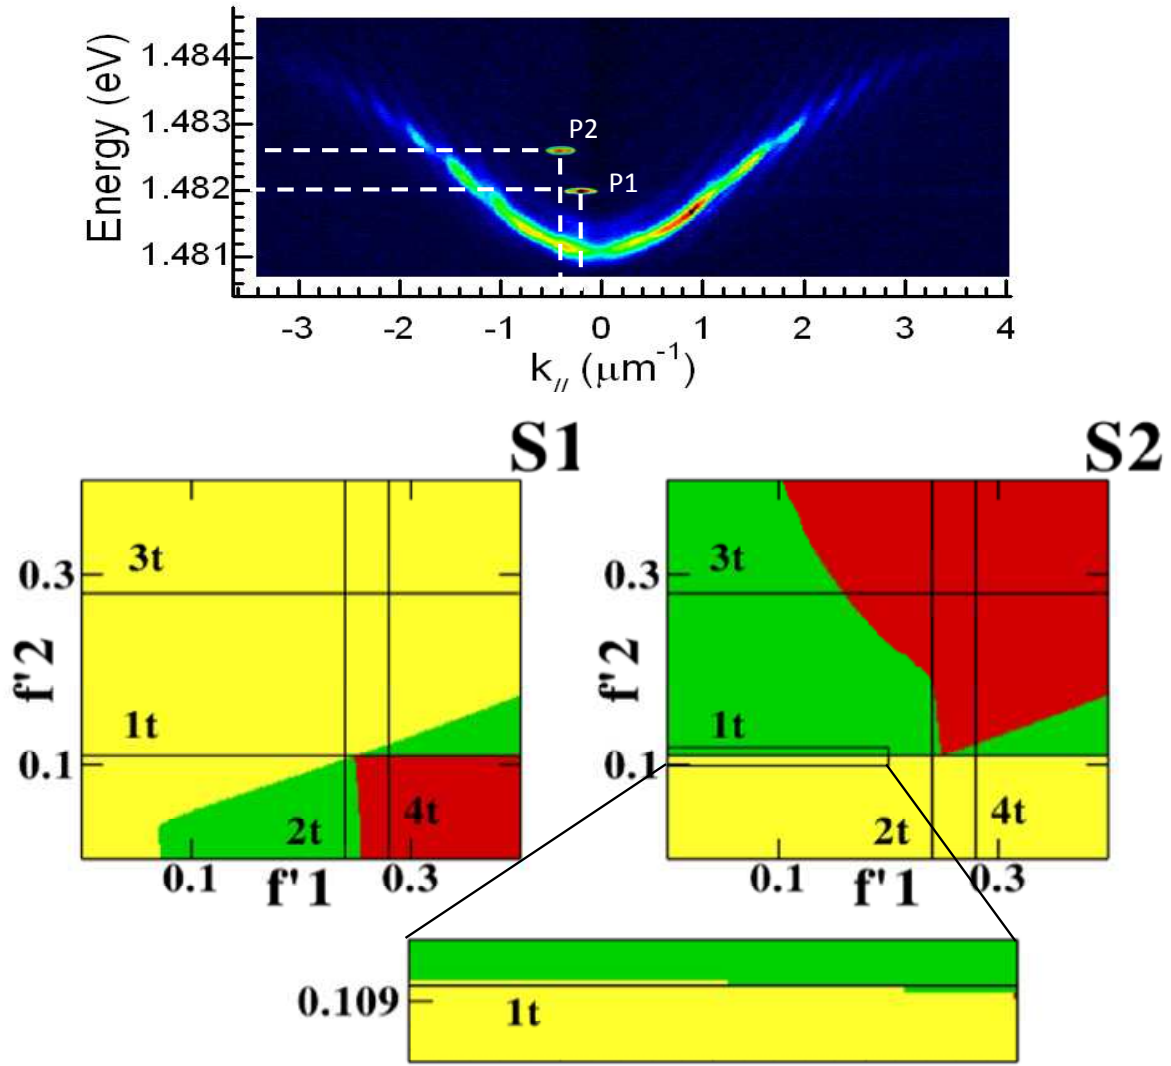 Energy (eV)
1.484
1.483
1.482
1.481
P2
P1
-3 -2 -1 0 1 2 3 4
k// (μm-1)
S1
S2
f'2
0.3
0.1
3t
1t
2t
4t
0.1
f'1
0.3
f'2
0.3
0.1
3t
1t
2t
4t
0.1
f'1
0.3
0.109
1t